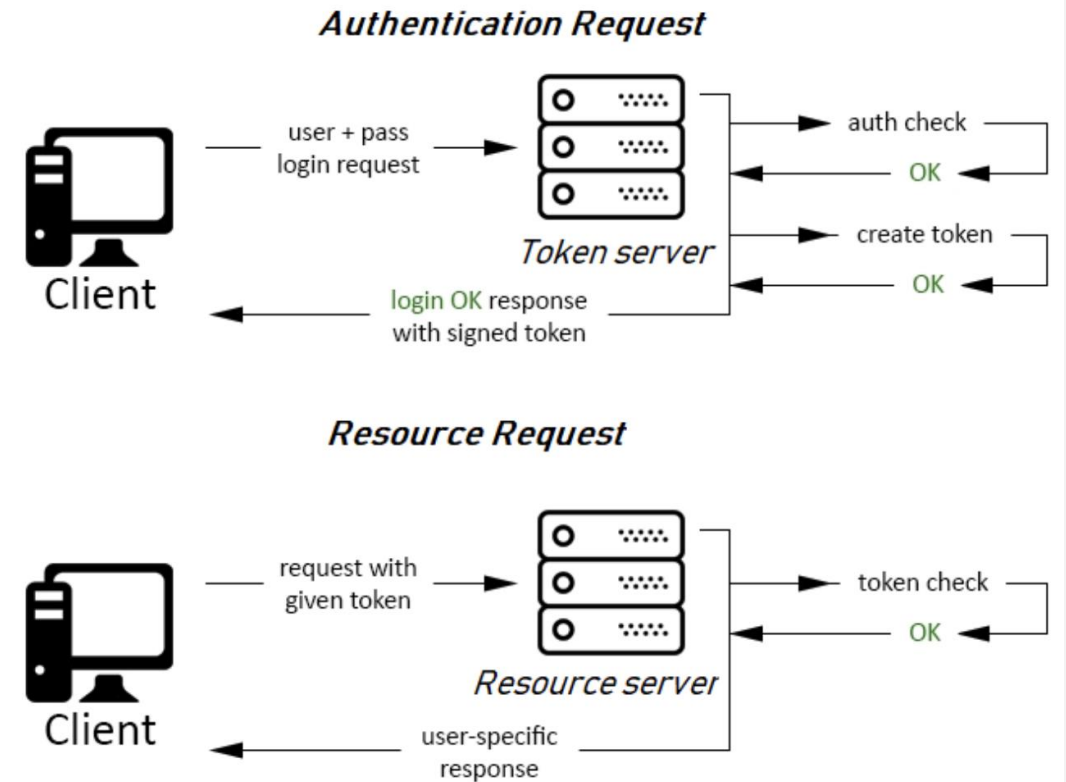 Authentication Request
user + pass
login request
auth check
OK
Token server
create token
OK
Client
login OK response
with signed token
Resource Request
request with
given token
token check
OK
Resource server
Client
user-specific
response